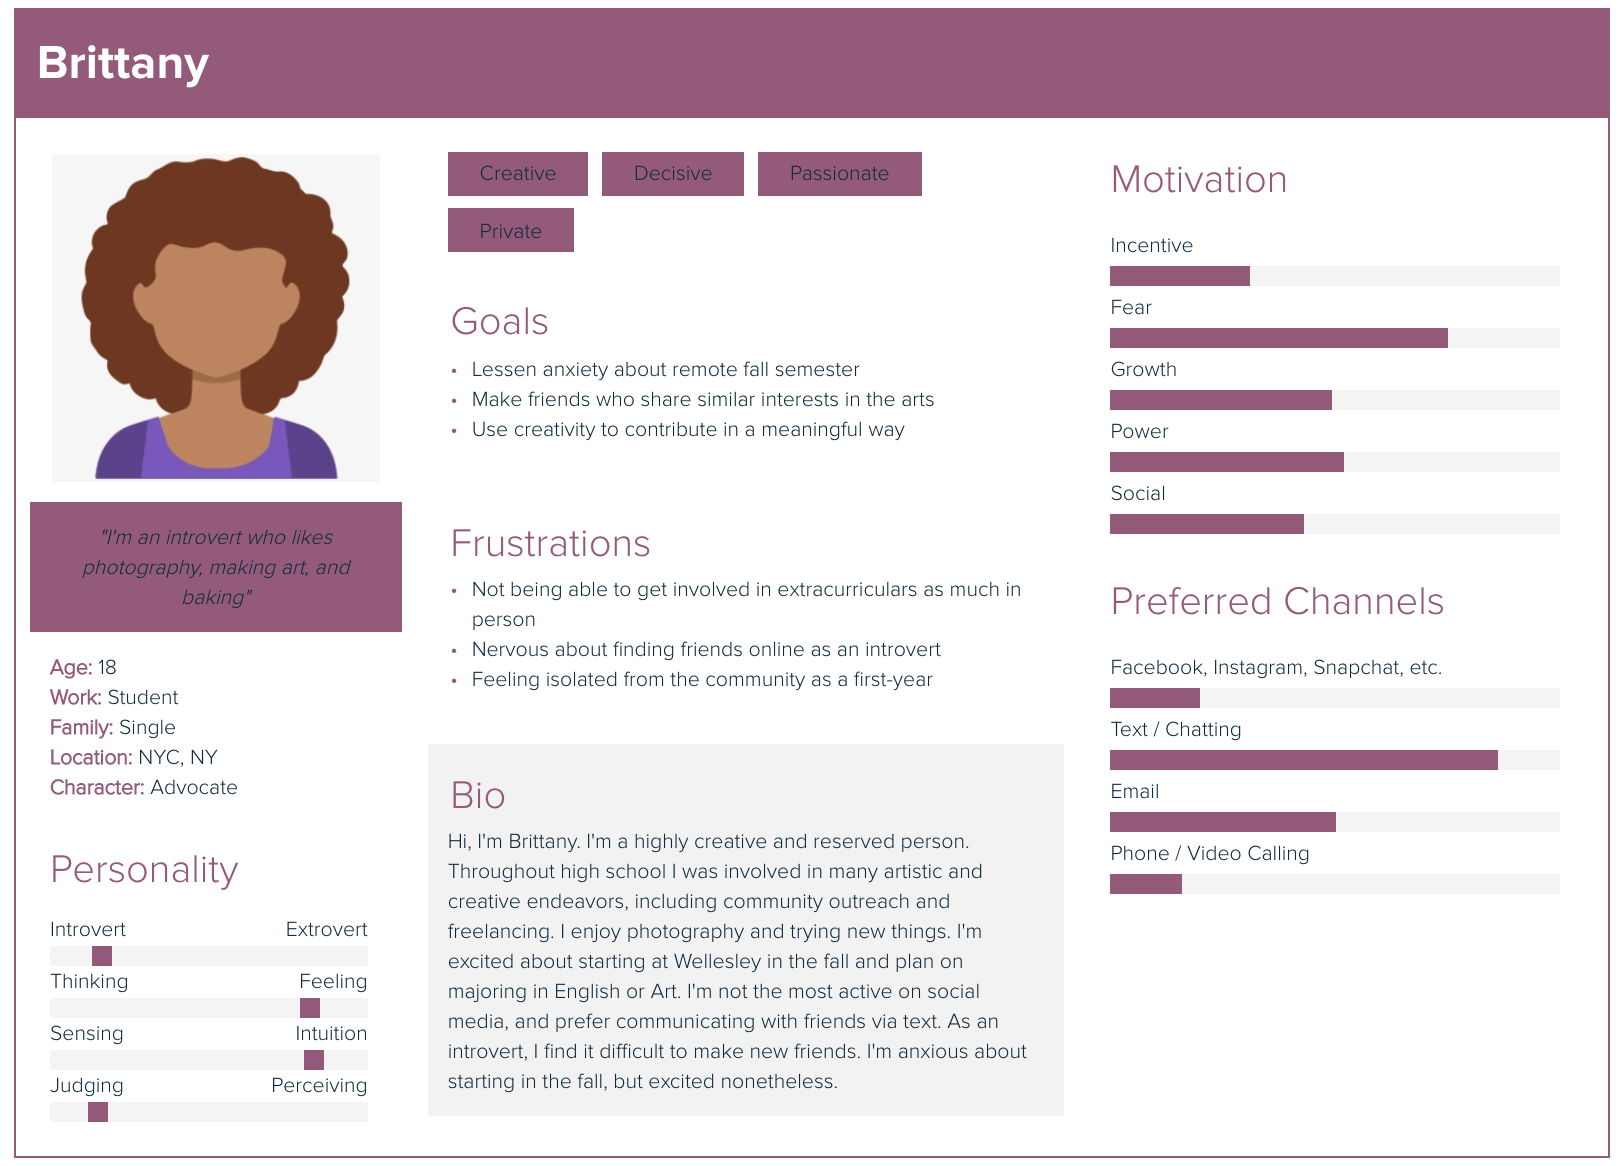 Brittany
"I'm an introvert who likes
photography, making art, and
baking"
Age: 18
Work: Student
Family: Single
Location: NYC, NY
Character: Advocate
Personality
Introvert Extrovert
Thinking Feeling
Sensing Intuition
Judging Perceiving
Creative Decisive Passionate
Private
Goals
• Lessen anxiety about remote fall semester
• Make friends who share similar interests in the arts
• Use creativity to contribute in a meaningful way
Frustrations
• Not being able to get involved in extracurriculars as much in
person
• Nervous about finding friends online as an introvert
• Feeling isolated from the community as a first-year
Bio
Hi, I'm Brittany. I'm a highly creative and reserved person.
Throughout high school I was involved in many artistic and
creative endeavors, including community outreach and
freelancing. I enjoy photography and trying new things. I'm
excited about starting at Wellesley in the fall and plan on
majoring in English or Art. I'm not the most active on social
media, and prefer communicating with friends via text. As an
introvert, I find it difficult to make new friends. I'm anxious about
starting in the fall, but excited nonetheless.
Motivation
Incentive
Fear
Growth
Power
Social
Preferred Channels
Facebook, Instagram, Snapchat, etc.
Text / Chatting
Email
Phone / Video Calling